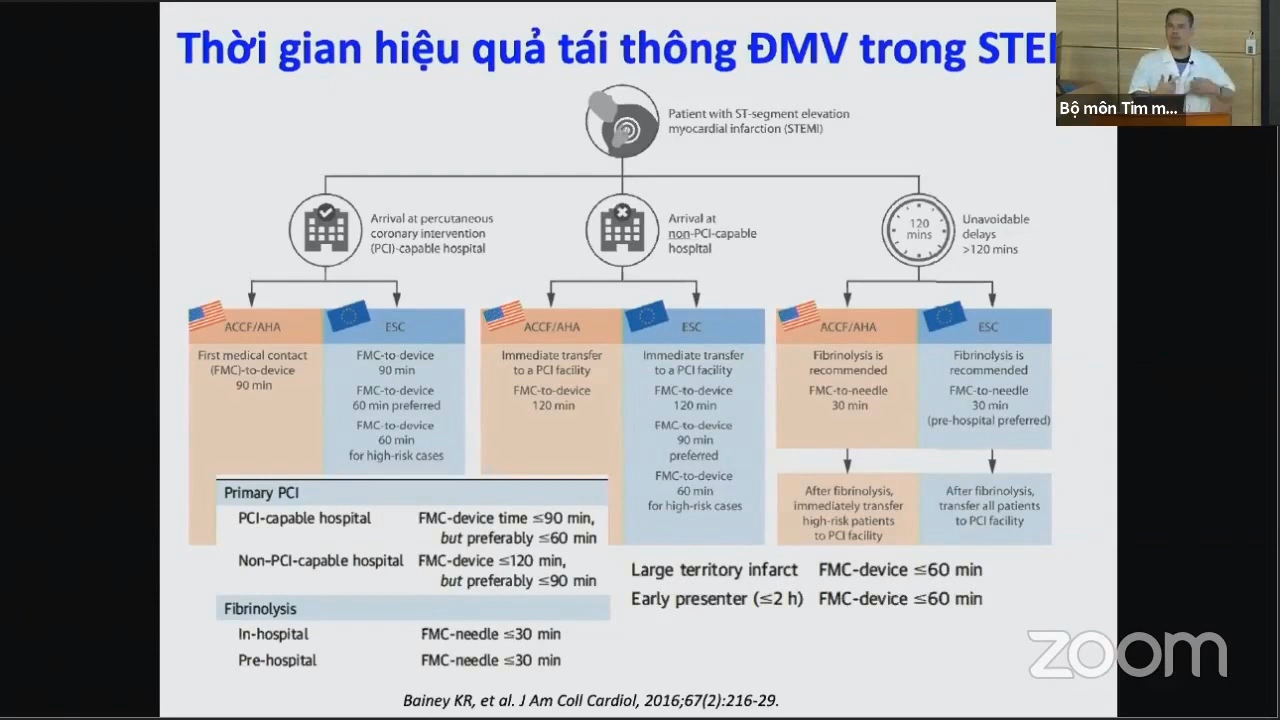 Thời gian hiệu quả tái thông ĐMV trong STEI
Bộ môn Tim m...
Patient with ST-segment elevation
myocardial infarction (STEMI)
Arrival at percutaneous
coronary intervention
(PCI)-capable hospital
Arrival at
non-PCI-capable
hospital
120
mins
Unavoidable
delays
>120 mins
ACCF/AHA
First medical contact
(FMC)-to-device
90 min
ESC
FMC-to-device
90 min
FMC-to-device
60 min preferred
FMC-to-device
60 min
for high-risk cases
ACCF/AHA
Immediate transfer
to a PCI facility
FMC-to-device
120 min
ESC
Immediate transfer
to a PCI facility
FMC-to-device
120 min
FMC-to-device
90 min
preferred
FMC-to-device
60 min
for high-risk cases
ACCF/AHA
Fibrinolysis is
recommended
FMC-to-needle
30 min
After fibrinolysis,
immediately transfer
high-risk patients
to PCI facility
ESC
Fibrinolysis is
recommended
FMC-to-needle
30 min
(pre-hospital preferred)
After fibrinolysis,
transfer all patients
to PCI facility
Primary PCI
PCI-capable hospital FMC-device time ≤90 min,
but preferably ≤60 min
Non-PCI-capable hospital FMC-device ≤120 min,
but preferably ≤90 min
Fibrinolysis
In-hospital FMC-needle ≤30 min
Pre-hospital FMC-needle ≤30 min
Large territory infarct FMC-device ≤60 min
Early presenter (≤2 h) FMC-device ≤60 min
zoom
Bainey KR, et al. J Am Coll Cardiol, 2016;67(2):216-29.